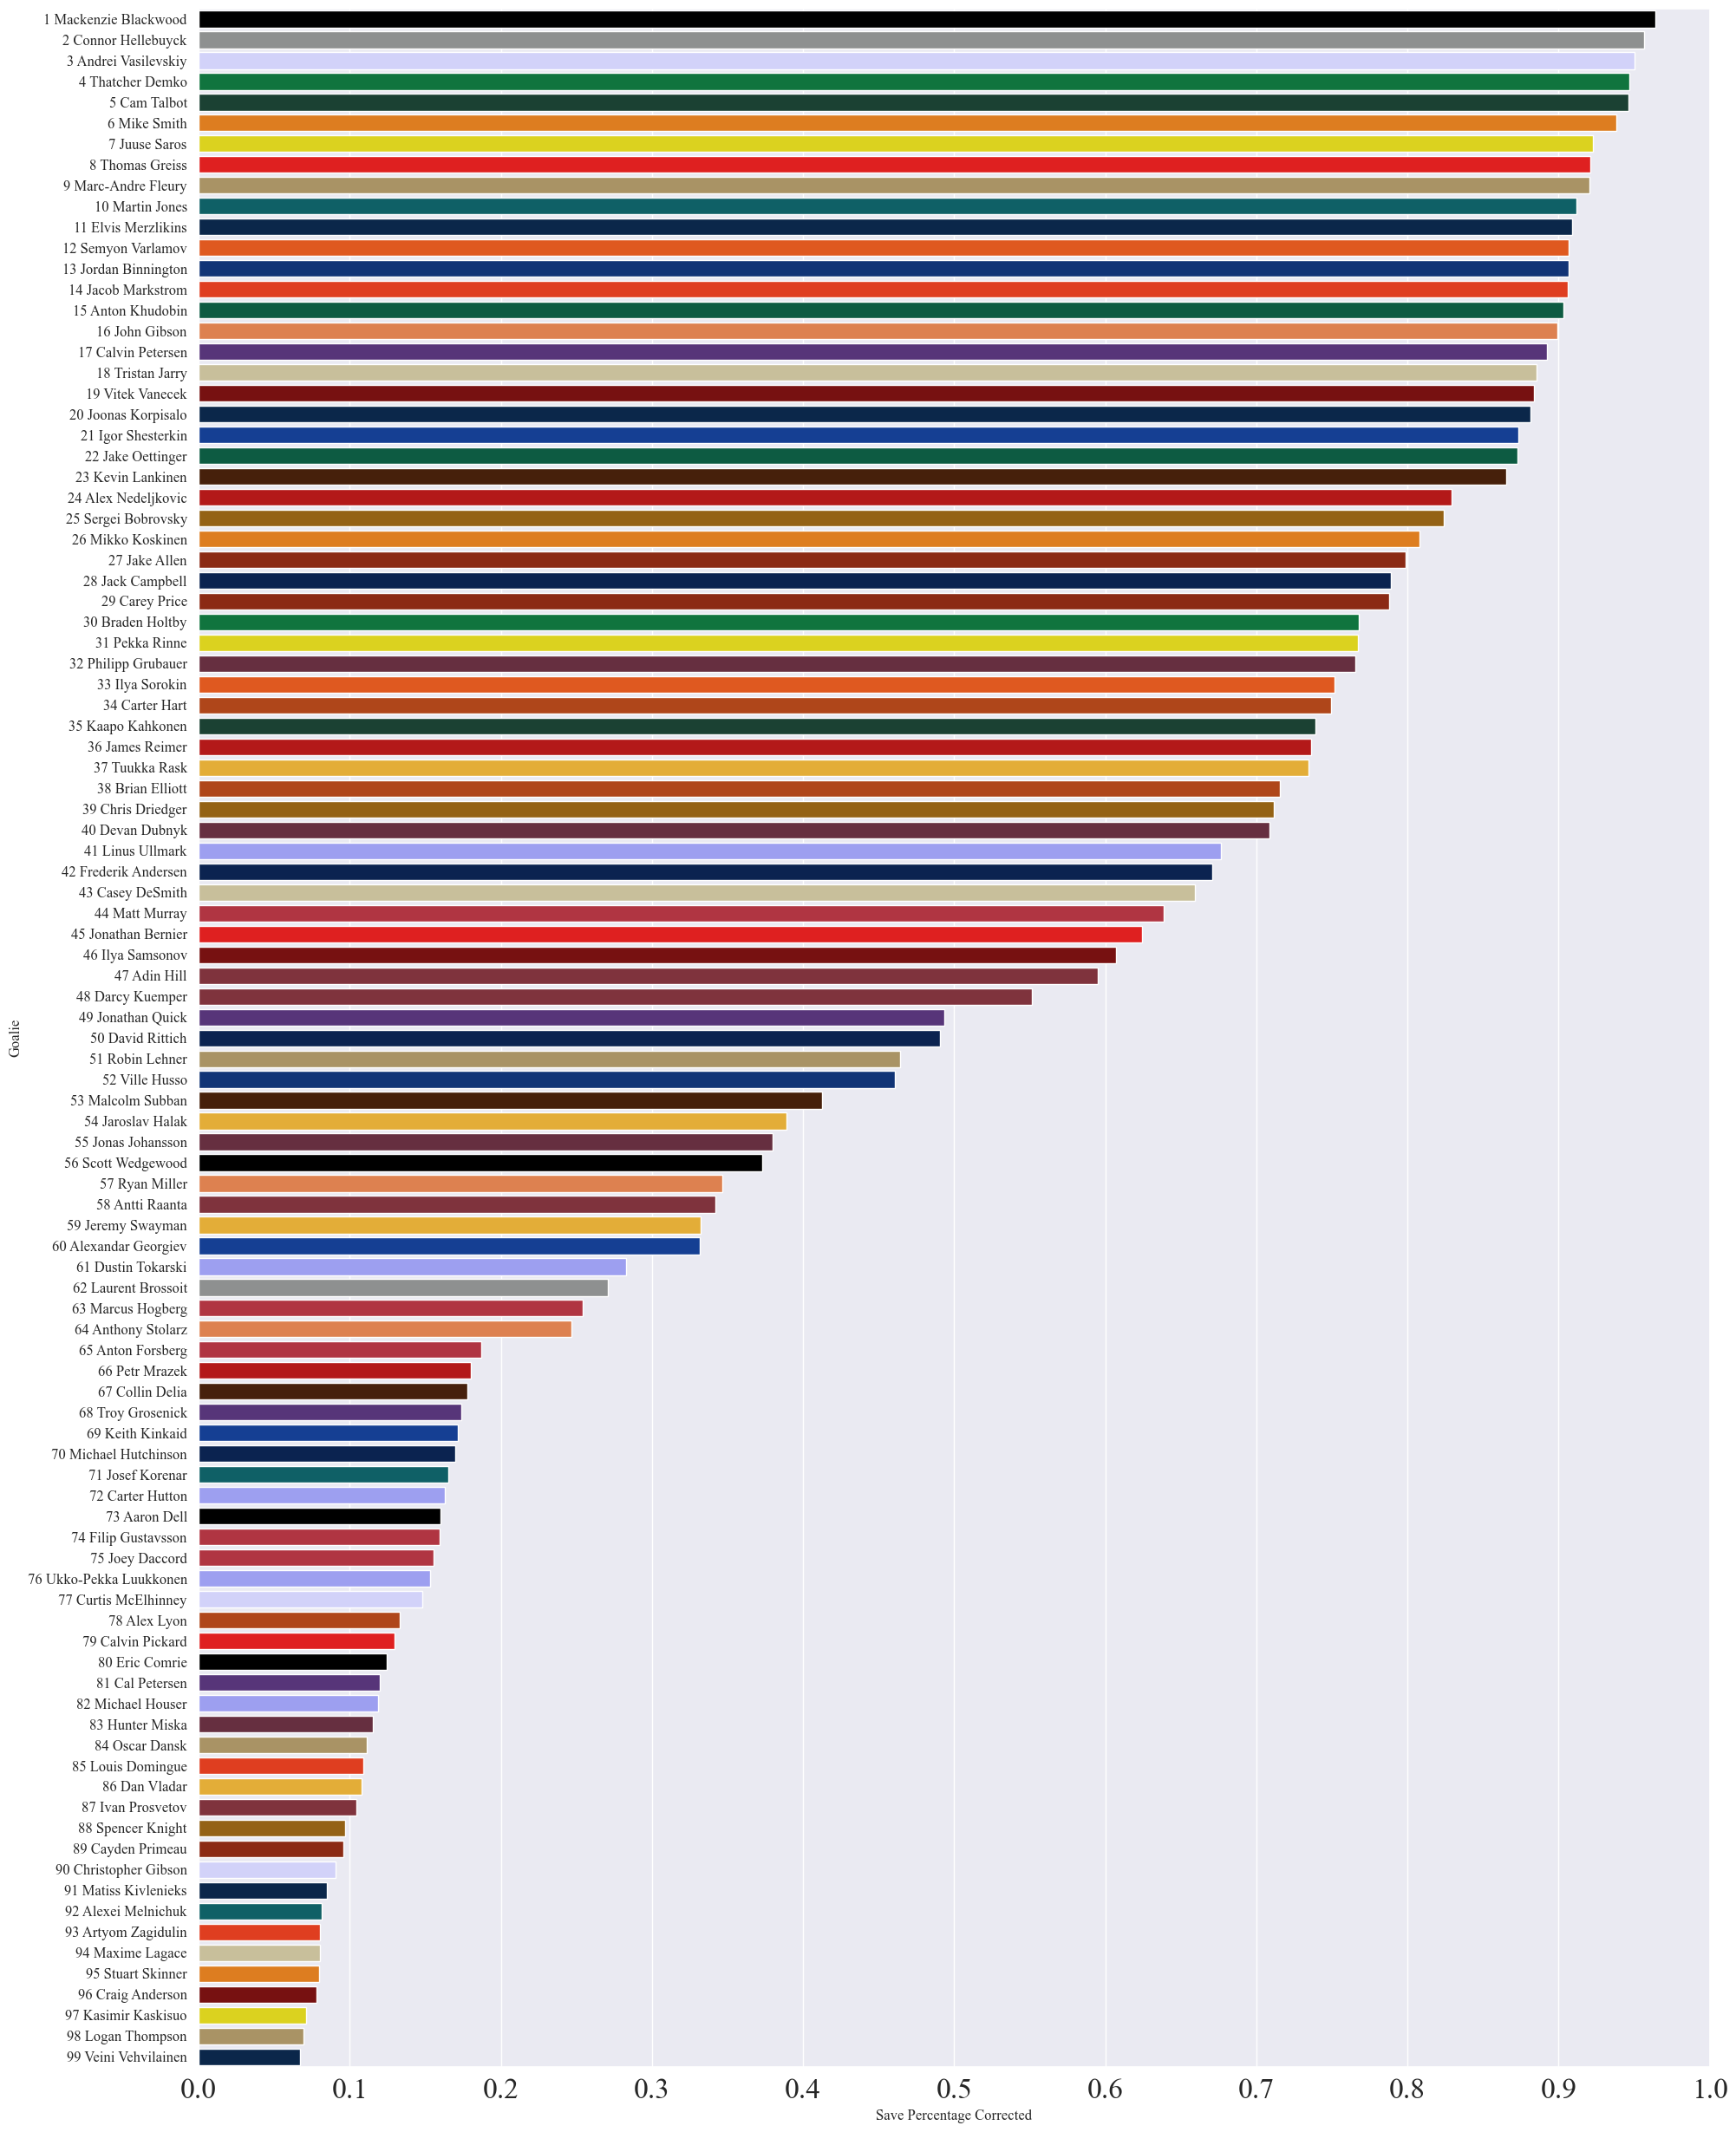 1 Mackenzie Blackwood
2 Connor Hellebuyck
3 Andrei Vasilevskiy
4 Thatcher Demko
5 Cam Talbot
6 Mike Smith
7 Juuse Saros
8 Thomas Greiss
9 Marc-Andre Fleury
10 Martin Jones
11 Elvis Merzlikins
12 Semyon Varlamov
13 Jordan Binnington
14 Jacob Markstrom
15 Anton Khudobin
16 John Gibson
17 Calvin Petersen
18 Tristan Jarry
19 Vitek Vanecek
20 Joonas Korpisalo
21 Igor Shesterkin
22 Jake Oettinger
23 Kevin Lankinen
24 Alex Nedeljkovic
25 Sergei Bobrovsky
26 Mikko Koskinen
27 Jake Allen
28 Jack Campbell
29 Carey Price
30 Braden Holtby
31 Pekka Rinne
32 Philipp Grubauer
33 Ilya Sorokin
34 Carter Hart
35 Kaapo Kahkonen
36 James Reimer
37 Tuukka Rask
38 Brian Elliott
39 Chris Driedger
40 Devan Dubnyk
41 Linus Ullmark
42 Frederik Andersen
43 Casey DeSmith
44 Matt Murray
45 Jonathan Bernier
46 Ilya Samsonov
47 Adin Hill
48 Darcy Kuemper
49 Jonathan Quick
50 David Rittich
51 Robin Lehner
52 Ville Husso
53 Malcolm Subban
54 Jaroslav Halak
55 Jonas Johansson
56 Scott Wedgewood
57 Ryan Miller
58 Antti Raanta
59 Jeremy Swayman
60 Alexandar Georgiev
61 Dustin Tokarski
62 Laurent Brossoit
63 Marcus Hogberg
64 Anthony Stolarz
65 Anton Forsberg
66 Petr Mrazek
67 Collin Delia
68 Troy Grosenick
69 Keith Kinkaid
70 Michael Hutchinson
71 Josef Korenar
72 Carter Hutton
73 Aaron Dell
74 Filip Gustavsson
75 Joey Daccord
76 Ukko-Pekka Luukkonen
77 Curtis McElhinney
78 Alex Lyon
79 Calvin Pickard
80 Eric Comrie
81 Cal Petersen
82 Michael Houser
83 Hunter Miska
84 Oscar Dansk
85 Louis Domingue
86 Dan Vladar
87 Ivan Prosvetov
88 Spencer Knight
89 Cayden Primeau
90 Christopher Gibson
91 Matiss Kivlenieks
92 Alexei Melnichuk
93 Artyom Zagidulin
94 Maxime Lagace
95 Stuart Skinner
96 Craig Anderson
97 Kasimir Kaskisuo
98 Logan Thompson
99 Veini Vehvilainen
Goalie
0.0 0.1 0.2 0.3 0.4 0.5 0.6 0.7 0.8 0.9 1.0
Save Percentage Corrected